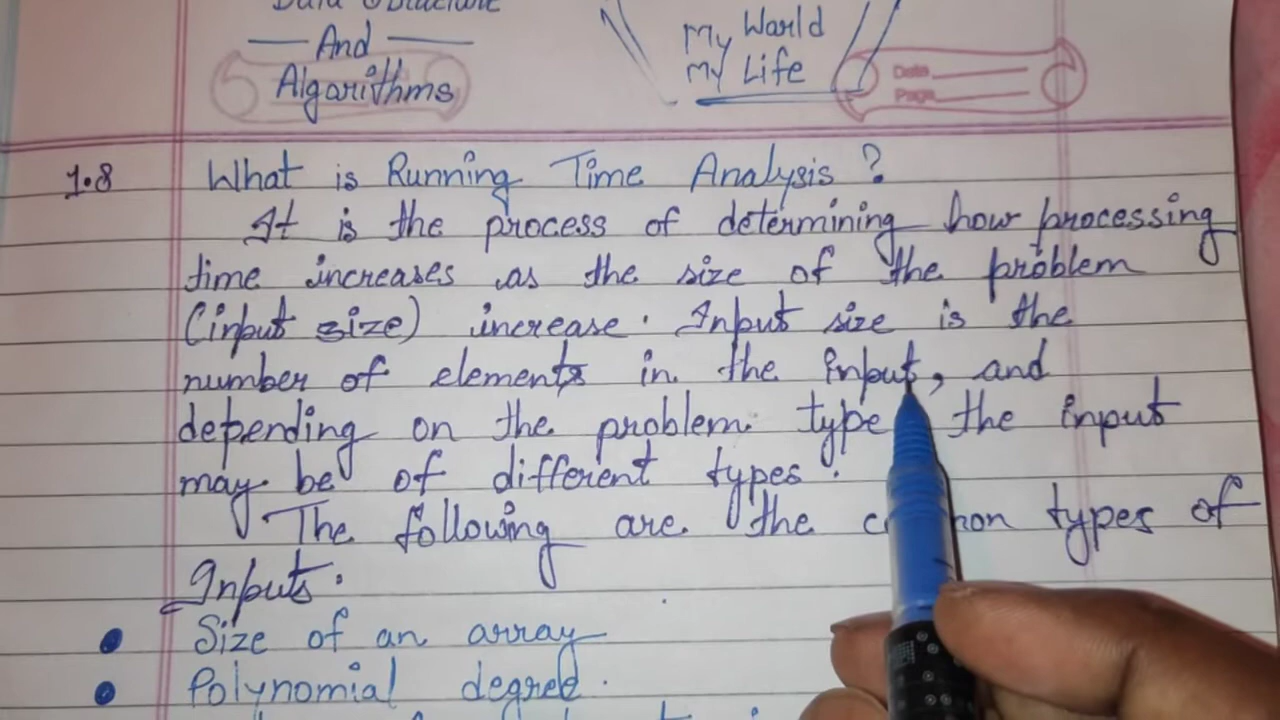 Data Structure
And
Algorithms
My World
My Life
Date
Page
1.8 What is Running Time Analysis?
It is the process of determining how processing
time increases as the size of the problem
(input size) increase. Input size is the
number of elements in the input, and
depending on the problem type the input
may be of different types.
The following are the common types of
Inputs.
Size of an array
Polynomial degree.